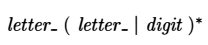 letter_ ( letter_ | digit )*